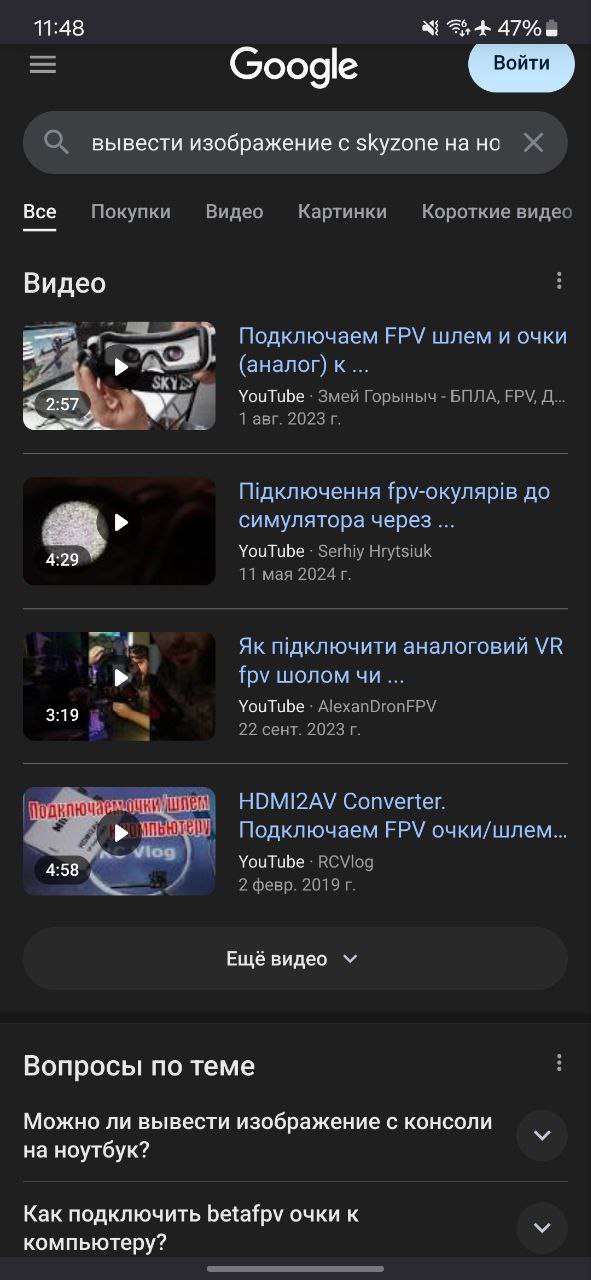 11:48
47%
Google
Войти
вывести изображение с skyzone на но
Все
Покупки
Видео
Картинки
Короткие видео
Видео
2:57
Подключаем FPV шлем и очки
(аналог) к ...
YouTube · Змей Горыныч - БПЛА, FPV, Д...
1 авг. 2023 г.
4:29
Підключення fpv-окулярів до
симулятора через ...
YouTube · Serhiy Hrytsiuk
11 мая 2024 г.
3:19
Як підключити аналоговий VR
fpv шолом чи ...
YouTube · AlexanDronFPV
22 сент. 2023 г.
Подключаем очки/шлем
компьютеру
Vlog
4:58
HDMI2AV Converter.
Подключаем FPV очки/шлем...
YouTube · RCVlog
2 февр. 2019 г.
Ещё видео
Вопросы по теме
Можно ли вывести изображение с консоли
на ноутбук?
Как подключить betafpv очки к
компьютеру?